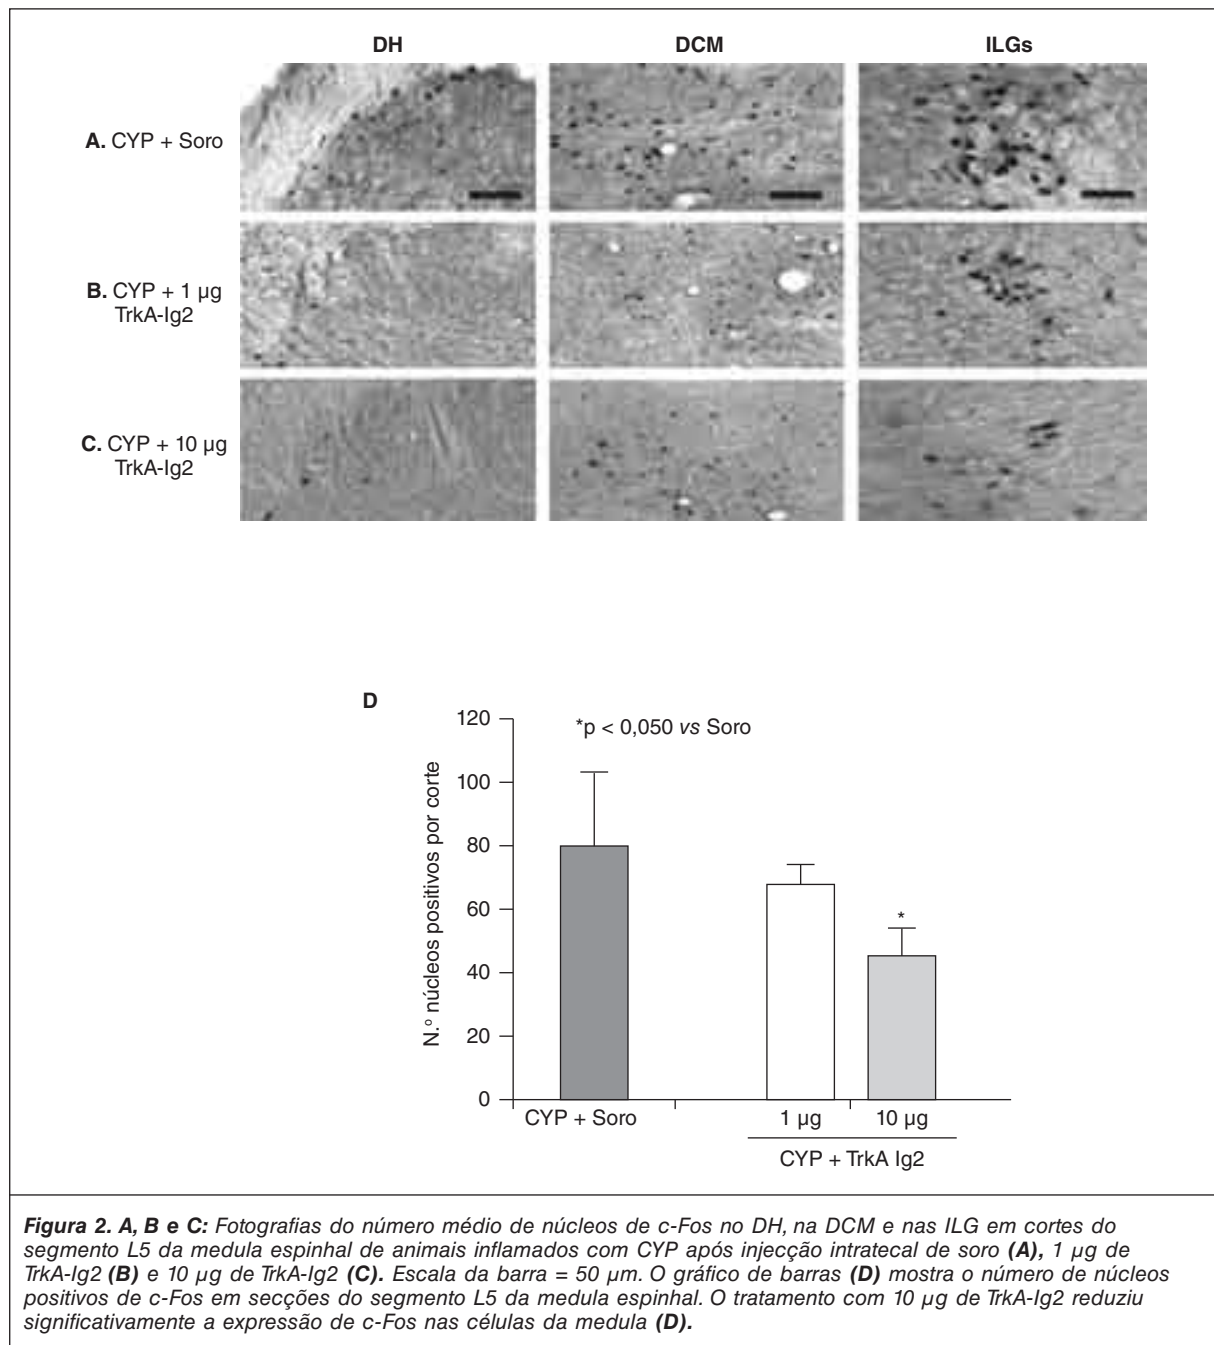 DH DCM ILGs
A. CYP + Soro
B. CYP + 1 µg
TrkA-Ig2
C. CYP + 10 µg
TrkA-Ig2
D
*p < 0,050 vs Soro
N.º núcleos positivos por corte
120
100
80
60
40
20
0
*
CYP + Soro
1 µg 10 µg
CYP + TrkA Ig2
Figura 2. A, B e C: Fotografias do número médio de núcleos de c-Fos no DH, na DCM e nas ILG em cortes do
segmento L5 da medula espinhal de animais inflamados com CYP após injecção intratecal de soro (A), 1 µg de
TrkA-Ig2 (B) e 10 µg de TrkA-Ig2 (C). Escala da barra = 50 µm. O gráfico de barras (D) mostra o número de núcleos
positivos de c-Fos em secções do segmento L5 da medula espinhal. O tratamento com 10 µg de TrkA-Ig2 reduziu
significativamente a expressão de c-Fos nas células da medula (D).